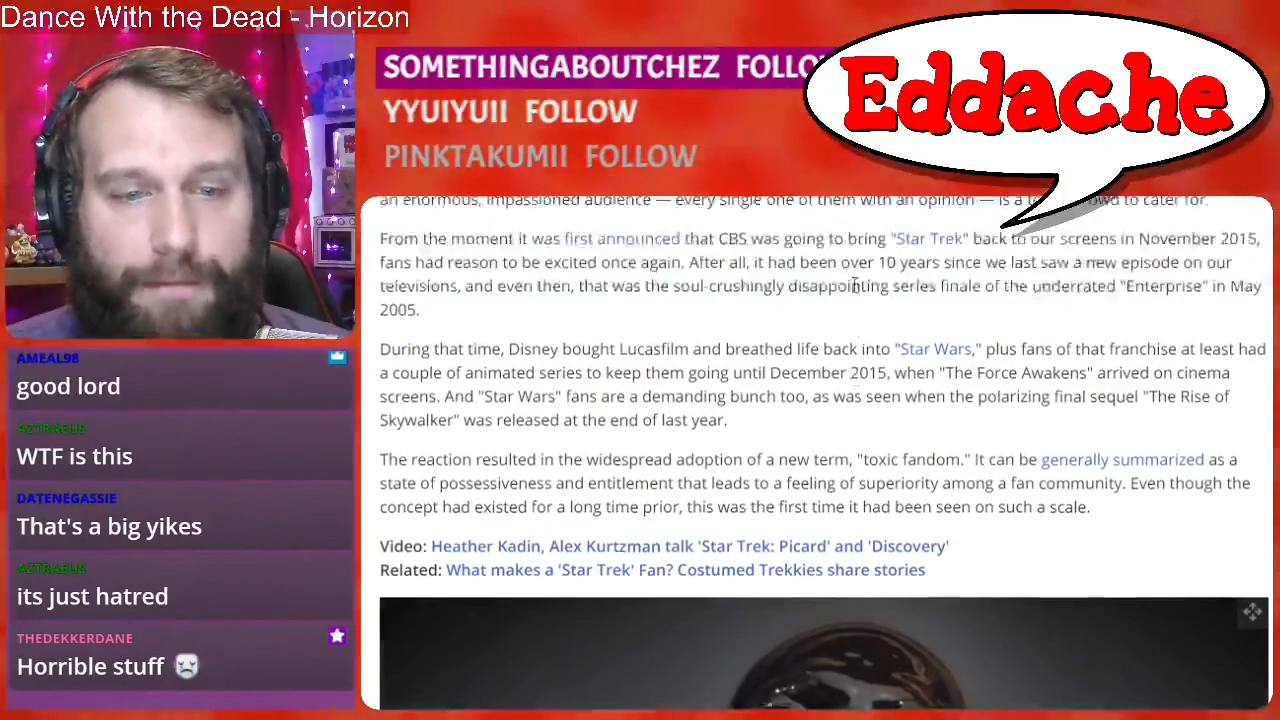 Dance With the Dead - Horizon
SOMETHINGABOUTCHEZ FOLLO
YYUIYUII FOLLOW
PINKTAKUMII FOLLOW
Eddache
an enormous, impassioned audience — every single one of them with an opinion — is a to cater for.
From the moment it was first announced that CBS was going to bring "Star Trek" back to our screens in November 2015,
fans had reason to be excited once again. After all, it had been over 10 years since we last saw a new episode on our
televisions, and even then, that was the soul-crushingly disappointing series finale of the underrated "Enterprise" in May
2005.
During that time, Disney bought Lucasfilm and breathed life back into "Star Wars," plus fans of that franchise at least had
a couple of animated series to keep them going until December 2015, when "The Force Awakens" arrived on cinema
screens. And "Star Wars" fans are a demanding bunch too, as was seen when the polarizing final sequel "The Rise of
Skywalker" was released at the end of last year.
The reaction resulted in the widespread adoption of a new term, "toxic fandom." It can be generally summarized as a
state of possessiveness and entitlement that leads to a feeling of superiority among a fan community. Even though the
concept had existed for a long time prior, this was the first time it had been seen on such a scale.
Video: Heather Kadin, Alex Kurtzman talk 'Star Trek: Picard' and 'Discovery'
Related: What makes a 'Star Trek' Fan? Costumed Trekkies share stories
AMEAL98
good lord
AZTRAEUS
WTF is this
DATENEGASSIE
That's a big yikes
AZTRAEUS
its just hatred
THEDEKKERDANE
Horrible stuff